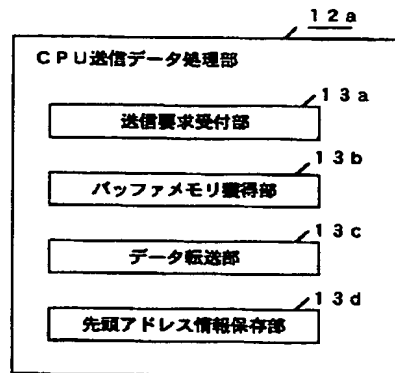 １２ａ
ＣＰＵ送信データ処理部
１３ａ
送信要求受付部
１３ｂ
バッファメモリ獲得部
１３ｃ
データ転送部
１３ｄ
先頭アドレス情報保存部